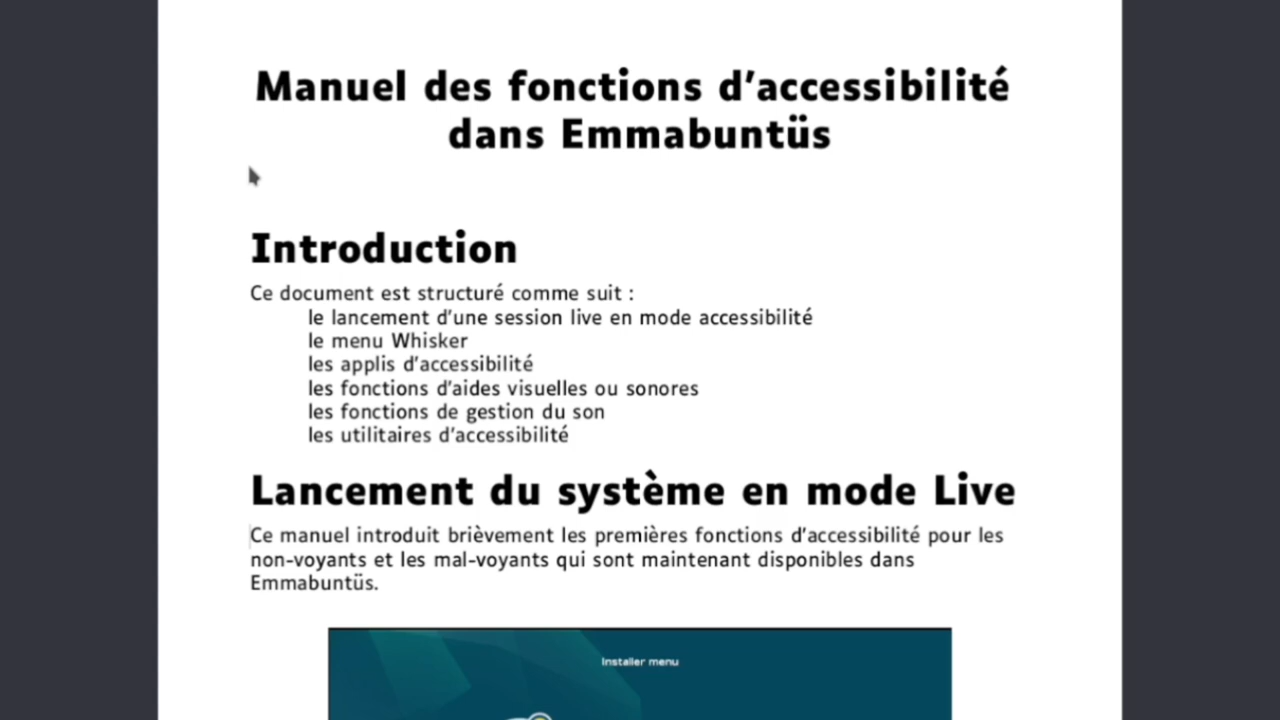 Manuel des fonctions d'accessibilité
dans Emmabuntüs
Introduction
Ce document est structuré comme suit :
le lancement d'une session live en mode accessibilité
le menu Whisker
les applis d'accessibilité
les fonctions d'aides visuelles ou sonores
les fonctions de gestion du son
les utilitaires d'accessibilité
Lancement du système en mode Live
Ce manuel introduit brièvement les premières fonctions d'accessibilité pour les
non-voyants et les mal-voyants qui sont maintenant disponibles dans
Emmabuntüs.
Installer menu